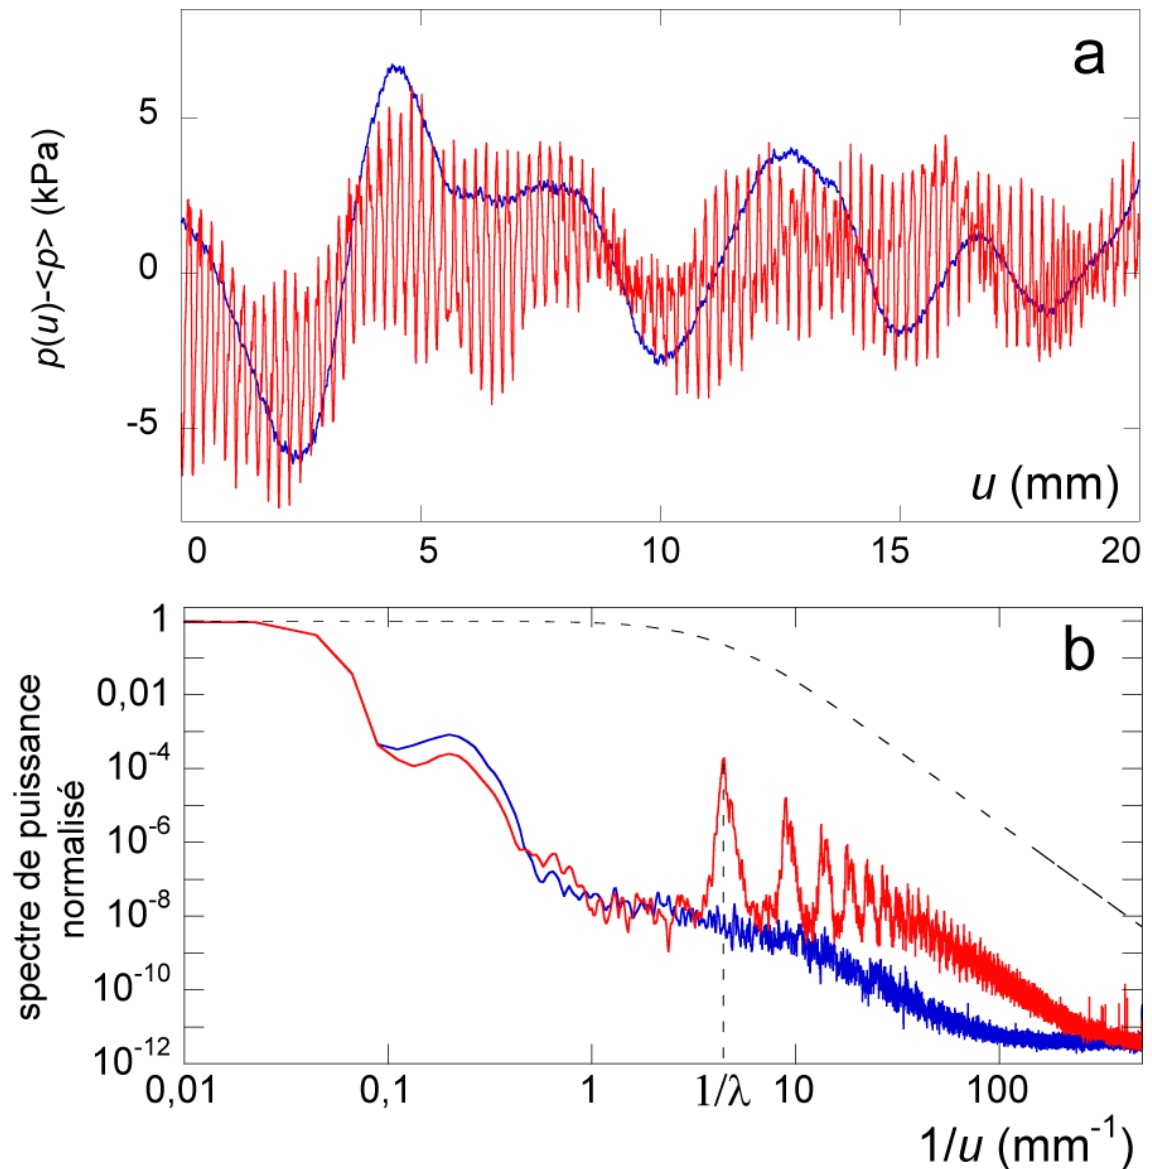 a
p(u)-<p> (kPa)
5
0
-5
u (mm)
0 5 10 15 20
b
spectre de puissance
normalisé
1
0,01
10⁻⁴
10⁻⁶
10⁻⁸
10⁻¹⁰
10⁻¹²
0,01 0,1 1 1/λ 10 100
1/u (mm⁻¹)